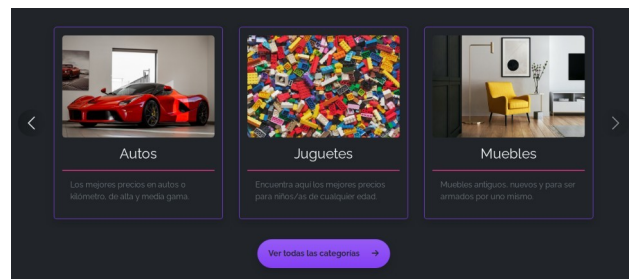 Autos
Los mejores precios en autos 0
kilómetro, de alta y media gama.
Juguetes
Encuentra aquí los mejores precios
para niños/as de cualquier edad.
Muebles
Muebles antiguos, nuevos y para ser
armados por uno mismo.
Ver todas las categorías